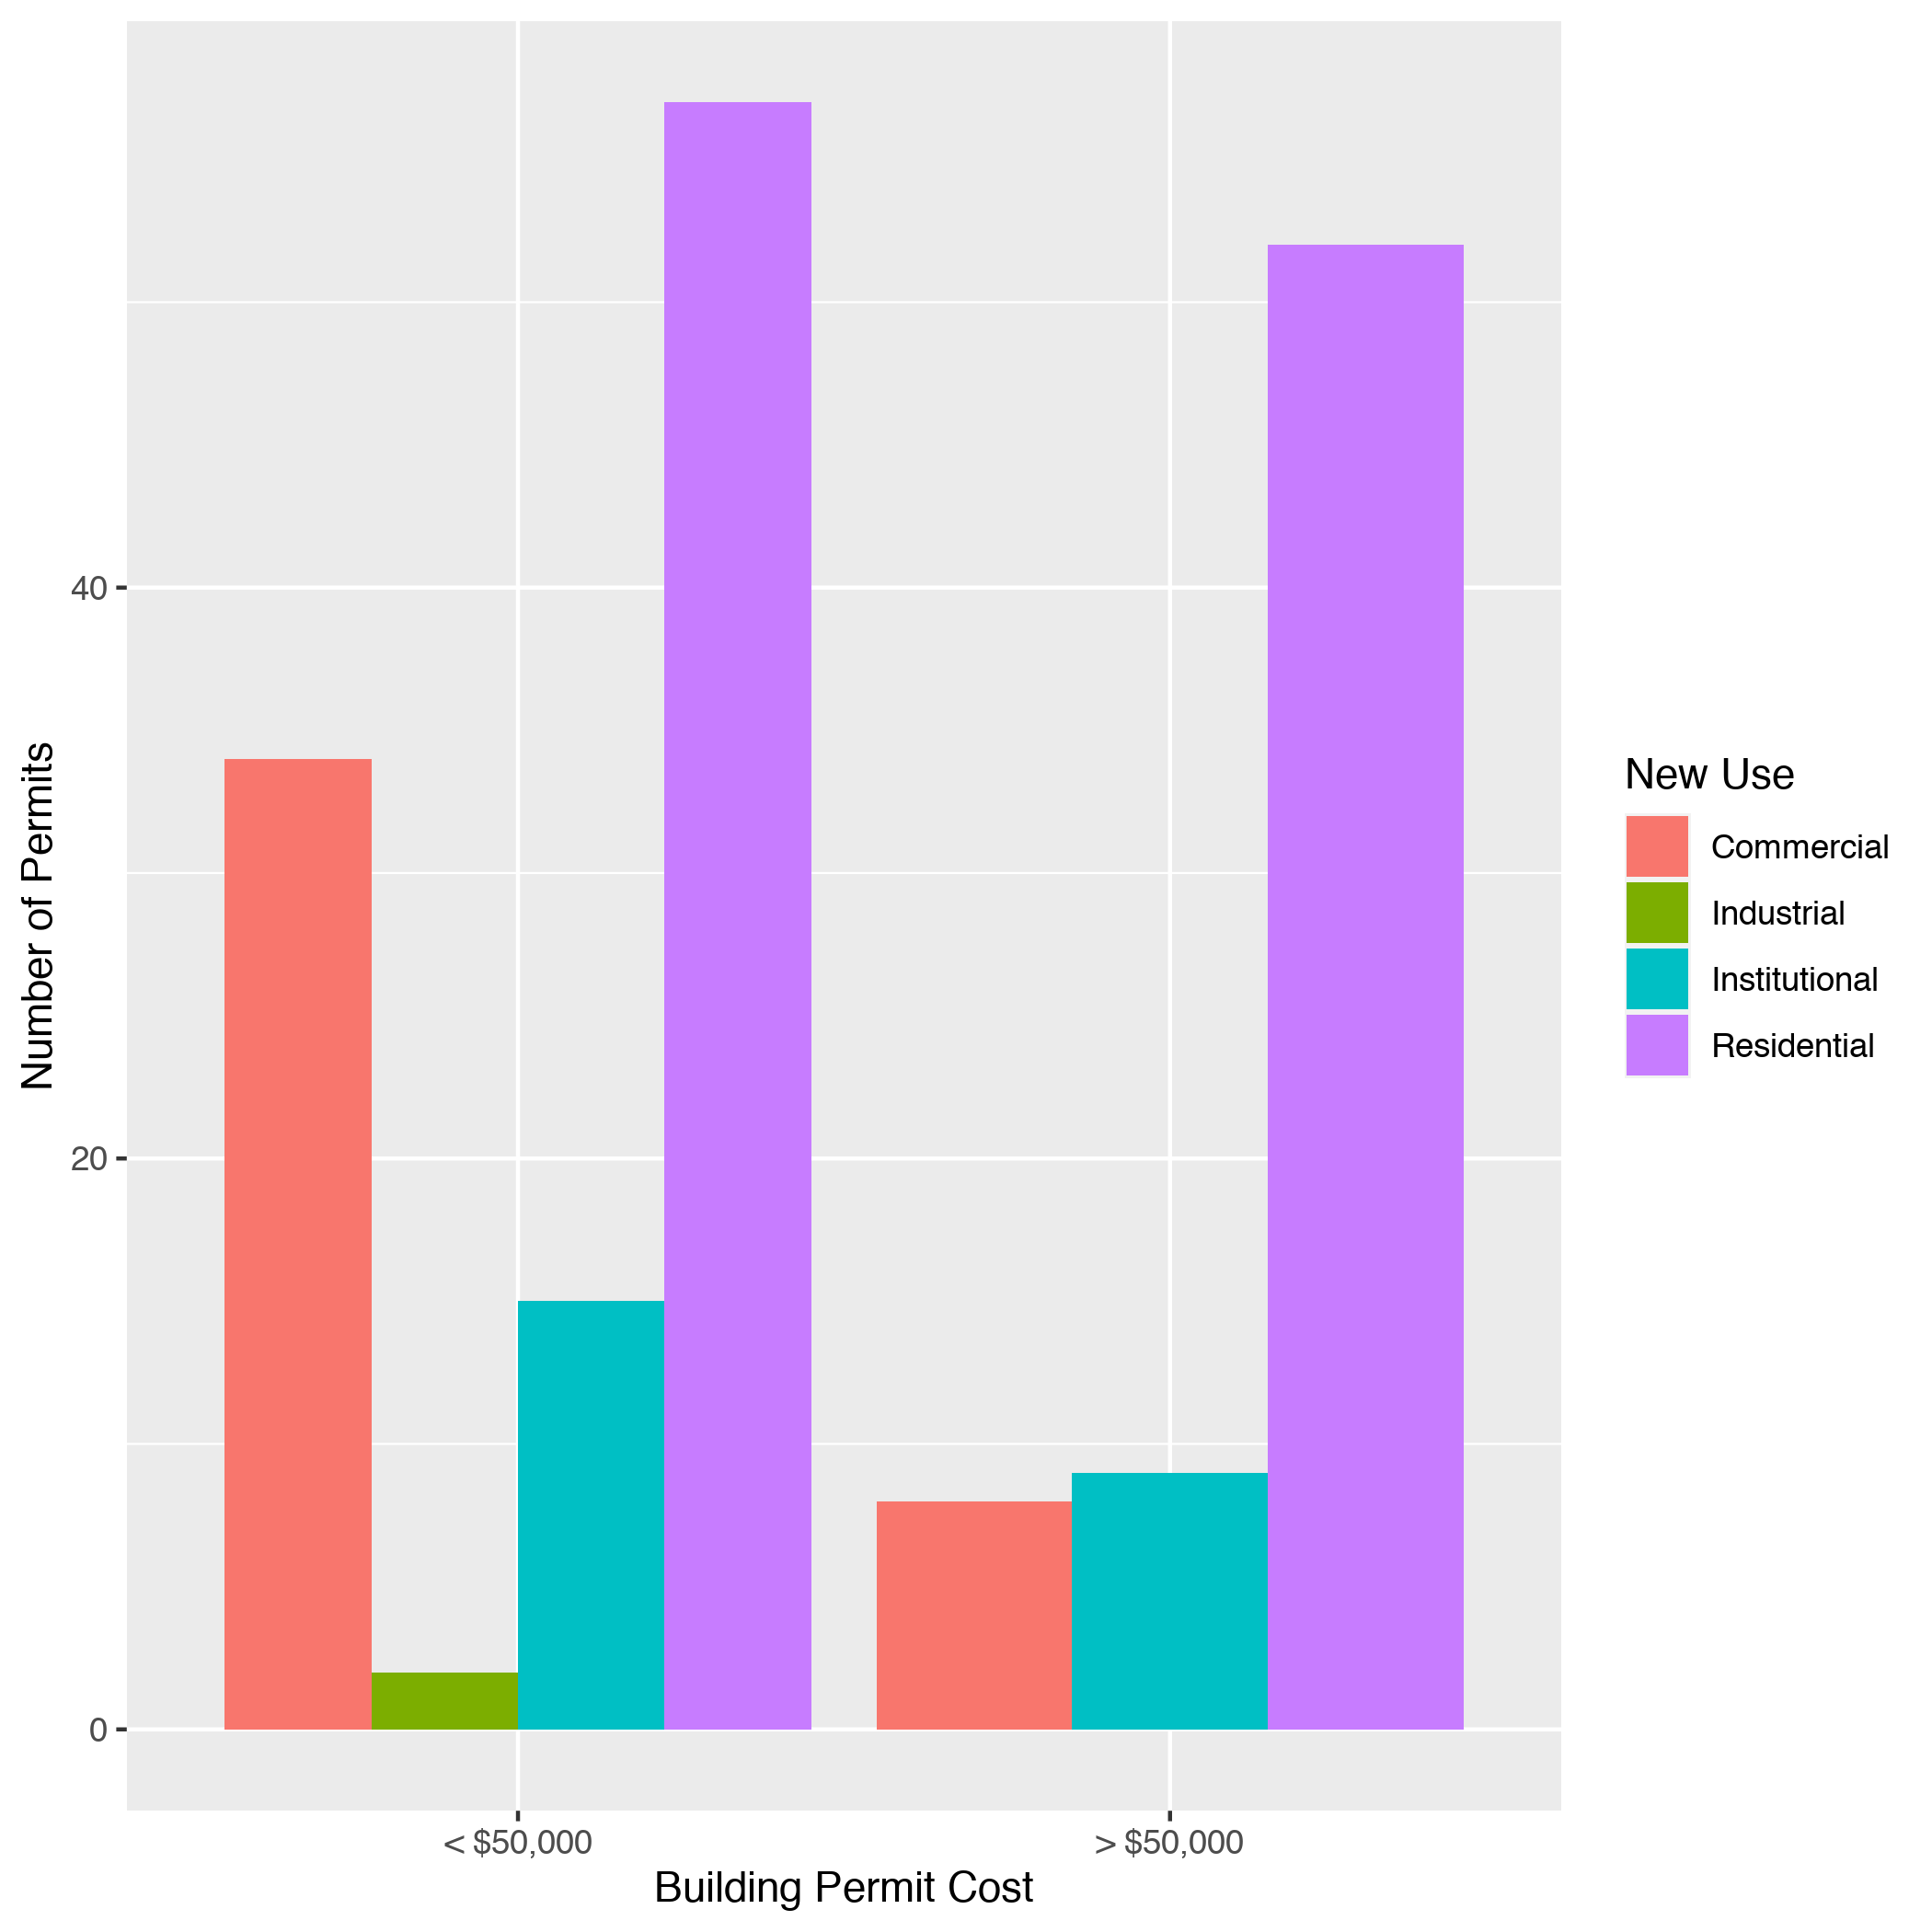 Number of Permits
40
20
0
< $50,000
> $50,000
Building Permit Cost
New Use
Commercial
Industrial
Institutional
Residential